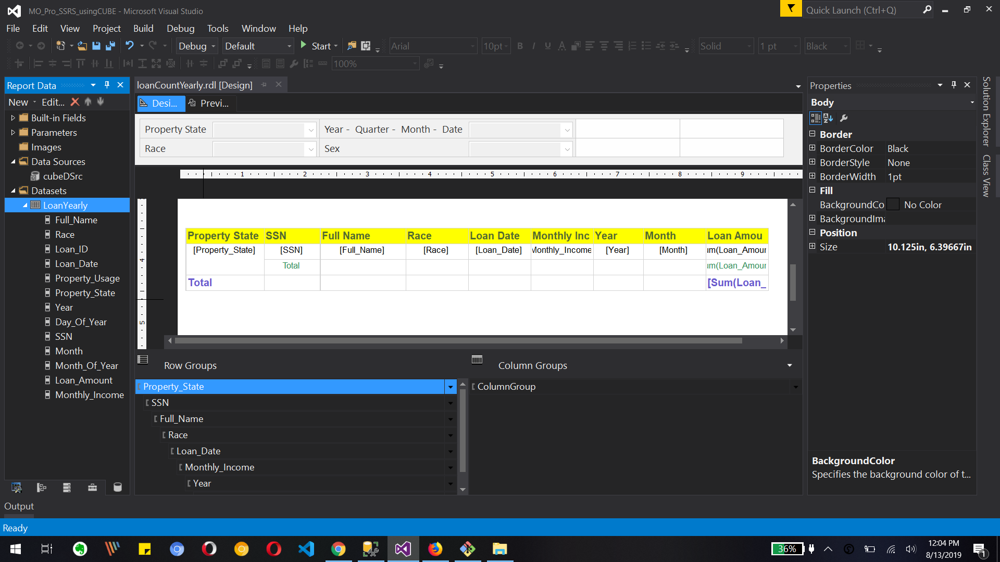 MO_Pro_SSRS_usingCUBE - Microsoft Visual Studio
Quick Launch (Ctrl+Q)
File Edit View Project Build Debug Tools Window Help
Debug Default Start Arial 10pt B I U A Solid 1 pt Black
100%
Report Data
New Edit...
Built-in Fields
Parameters
Images
Data Sources
cubeDSrc
Datasets
LoanYearly
Full_Name
Race
Loan_ID
Loan_Date
Property_Usage
Property_State
Year
Day_Of_Year
SSN
Month
Month_Of_Year
Loan_Amount
Monthly_Income
loanCountYearly.rdl [Design]
Desi... Previ...
Property State Year - Quarter - Month - Date
Race Sex
1 2 3 4 5 6 7 8 9
4
5
Property State SSN Full Name Race Loan Date Monthly Inc Year Month Loan Amou
[Property_State] [SSN] [Full_Name] [Race] [Loan_Date] Monthly_Income [Year] [Month] um(Loan_Amour
Total um(Loan_Amour
Total [Sum(Loan_
Row Groups Column Groups
Property_State ColumnGroup
SSN
Full_Name
Race
Loan_Date
Monthly_Income
Year
Properties
Body
Border
BorderColor Black
BorderStyle None
BorderWidth 1pt
Fill
BackgroundCo No Color
BackgroundIma
Position
Size 10.125in, 6.39667in
BackgroundColor
Specifies the background color of t...
Solution Explorer
Class View
Output
Ready
36%
12:04 PM
8/13/2019
1